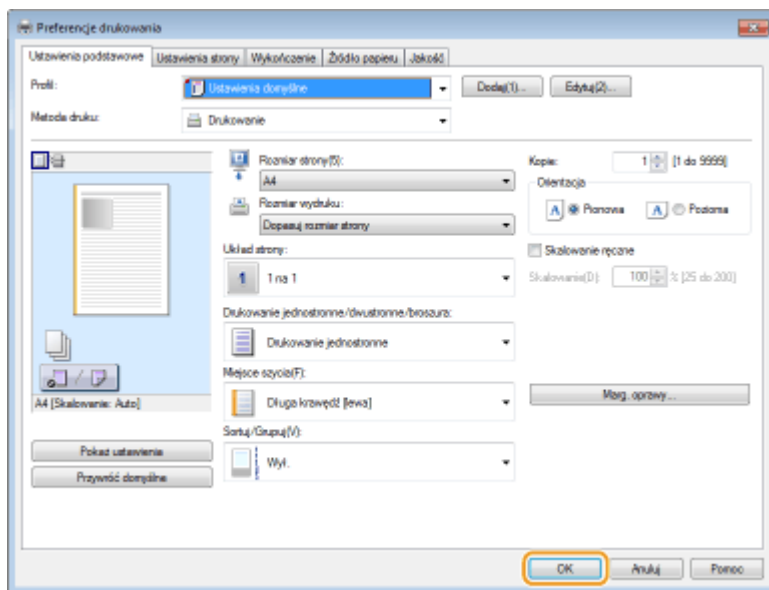 Preferencje drukowania
Ustawienia podstawowe Ustawienia strony Wykończenie Źródło papieru Jakość
Profil: Ustawienia domyślne Dodaj(1)... Edytuj(2)...
Metoda druku: Drukowanie
Rozmiar strony(5):
A4
Rozmiar wydruku:
Dopasuj rozmiar strony
Układ strony:
1 1 na 1
Drukowanie jednostronne/dwustronne/broszura:
Drukowanie jednostronne
Miejsce szycia(F):
Długa krawędź [lewa]
Sortuj/Grupuj(V):
Wył.
Kopie: 1 [1 do 9999]
Orientacja
A Pionowa A Pozioma
Skalowanie ręczne
Skalowanie(D): 100 % [25 do 200]
Marg. oprawy...
A4 [Skalowanie: Auto]
Pokaż ustawienia
Przywróć domyślne
OK Anuluj Pomoc